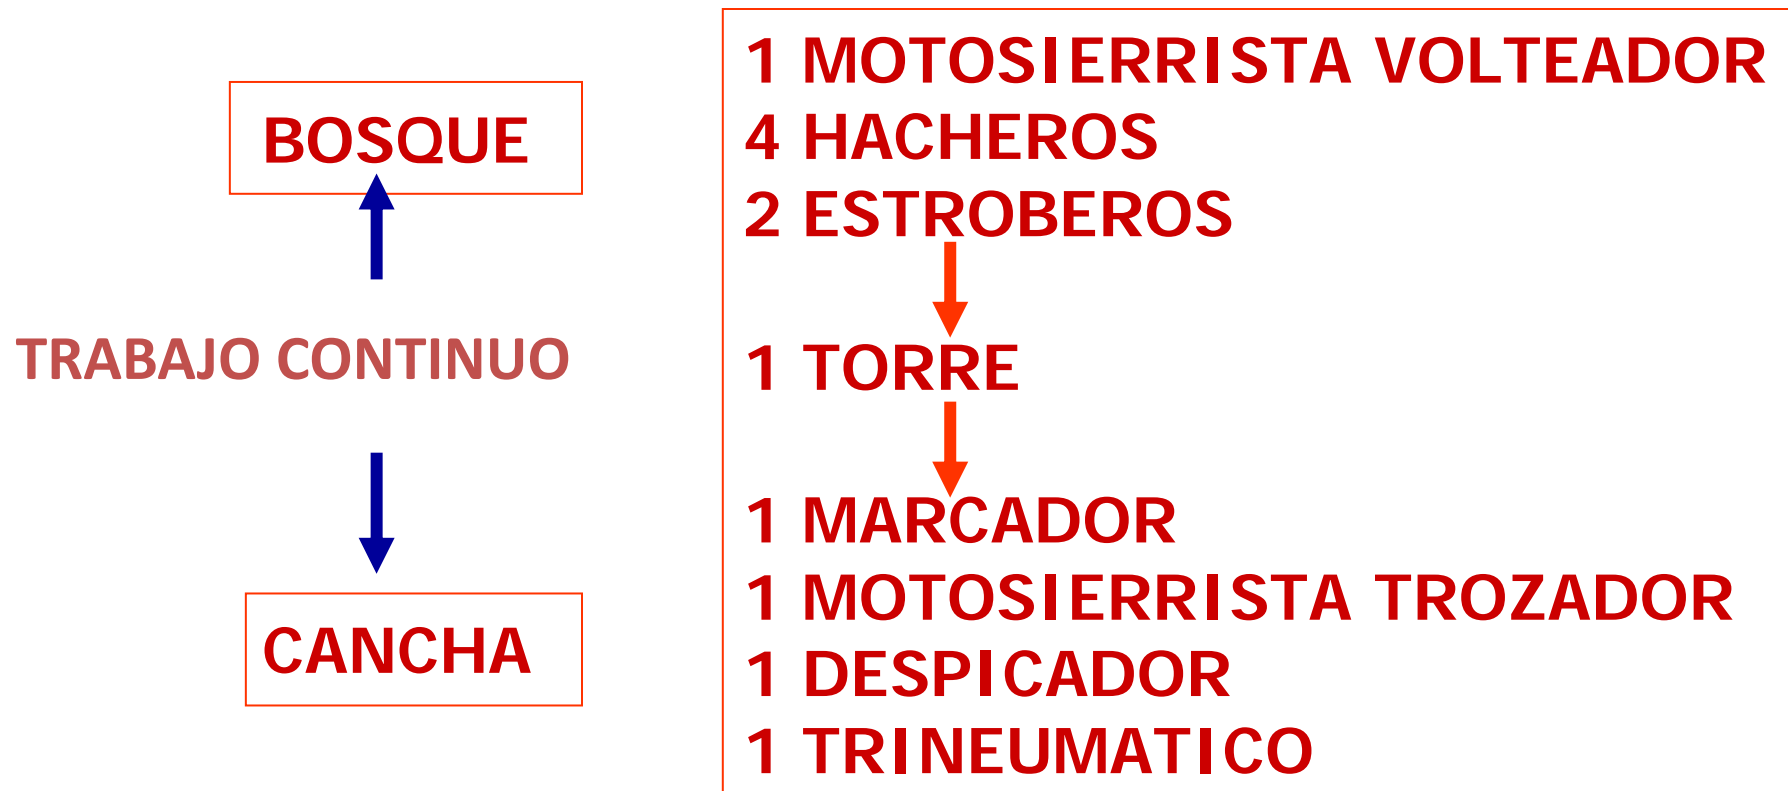 BOSQUE
TRABAJO CONTINUO
CANCHA
1 MOTOSIERRISTA VOLTEADOR
4 HACHEROS
2 ESTROBEROS
1 TORRE
1 MARCADOR
1 MOTOSIERRISTA TROZADOR
1 DESPICADOR
1 TRINEUMATICO